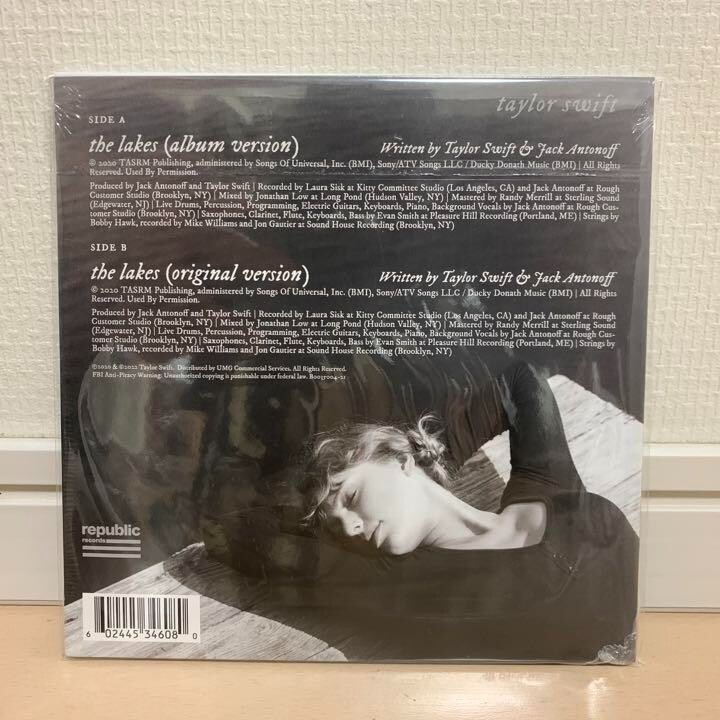 taylor swift
SIDE A
the lakes (album version) Written by Taylor Swift & Jack Antonoff
© 2020 TASRM Publishing, administered by Songs Of Universal, Inc. (BMI), Sony/ATV Songs LLC / Ducky Donath Music (BMI) | All Rights
Reserved. Used By Permission.
Produced by Jack Antonoff and Taylor Swift | Recorded by Laura Sisk at Kitty Committee Studio (Los Angeles, CA) and Jack Antonoff at Rough
Customer Studio (Brooklyn, NY) | Mixed by Jonathan Low at Long Pond (Hudson Valley, NY) | Mastered by Randy Merrill at Sterling Sound
(Edgewater, NJ) | Live Drums, Percussion, Programming, Electric Guitars, Keyboards, Piano, Background Vocals by Jack Antonoff at Rough Cus-
tomer Studio (Brooklyn, NY) | Saxophones, Clarinet, Flute, Keyboards, Bass by Evan Smith at Pleasure Hill Recording (Portland, ME) | Strings by
Bobby Hawk, recorded by Mike Williams and Jon Gautier at Sound House Recording (Brooklyn, NY)
SIDE B
the lakes (original version) Written by Taylor Swift & Jack Antonoff
© 2020 TASRM Publishing, administered by Songs Of Universal, Inc. (BMI), Sony/ATV Songs LLC / Ducky Donath Music (BMI) | All Rights
Reserved. Used By Permission.
Produced by Jack Antonoff and Taylor Swift | Recorded by Laura Sisk at Kitty Committee Studio (Los Angeles, CA) and Jack Antonoff at Rough
Customer Studio (Brooklyn, NY) | Mixed by Jonathan Low at Long Pond (Hudson Valley, NY) | Mastered by Randy Merrill at Sterling Sound
(Edgewater, NJ) | Live Drums, Percussion, Programming, Electric Guitars, Keyboards, Piano, Background Vocals by Jack Antonoff at Rough
Customer Studio (Brooklyn, NY) | Saxophones, Clarinet, Flute, Keyboards, Bass by Evan Smith at Pleasure Hill Recording (Portland, ME) | Strings by
Bobby Hawk, recorded by Mike Williams and Jon Gautier at Sound House Recording (Brooklyn, NY)
℗2020 & ©2022 Taylor Swift. Distributed by UMG Commercial Services. All Rights Reserved.
FBI Anti-Piracy Warning: Unauthorized copying is punishable under federal law.
republic
records
6 02445 34608 0